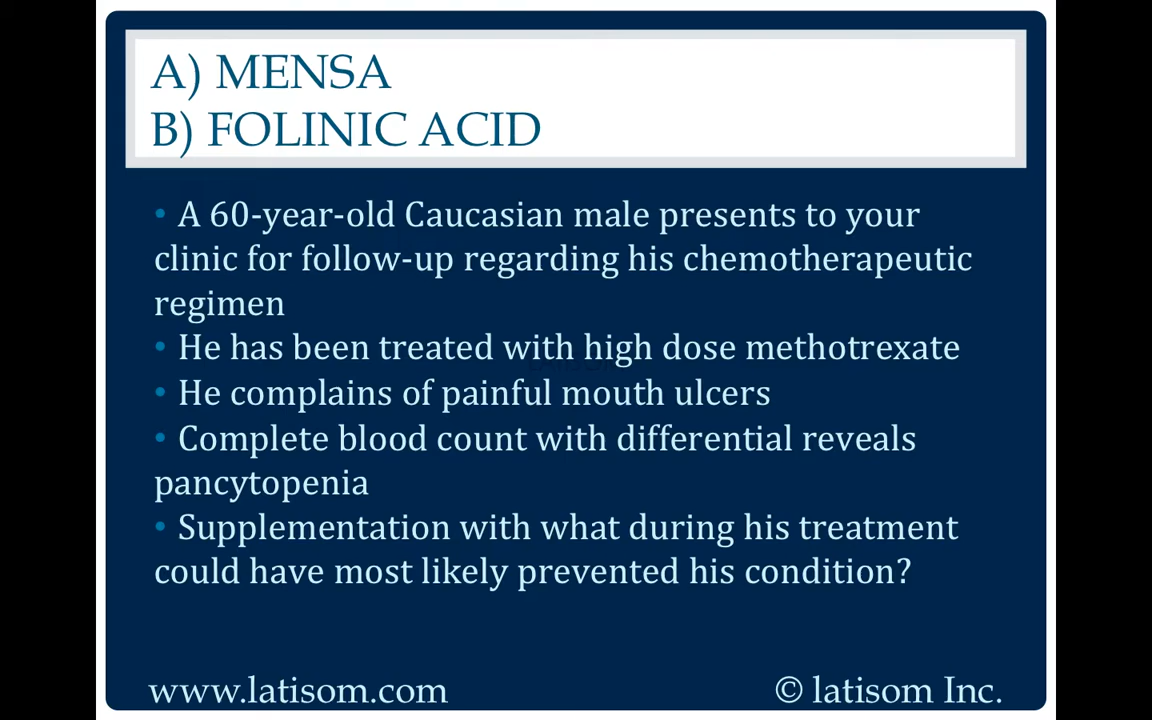 A) MENSA
B) FOLINIC ACID
• A 60-year-old Caucasian male presents to your
clinic for follow-up regarding his chemotherapeutic
regimen
• He has been treated with high dose methotrexate
• He complains of painful mouth ulcers
• Complete blood count with differential reveals
pancytopenia
• Supplementation with what during his treatment
could have most likely prevented his condition?
www.latisom.com
© latisom Inc.